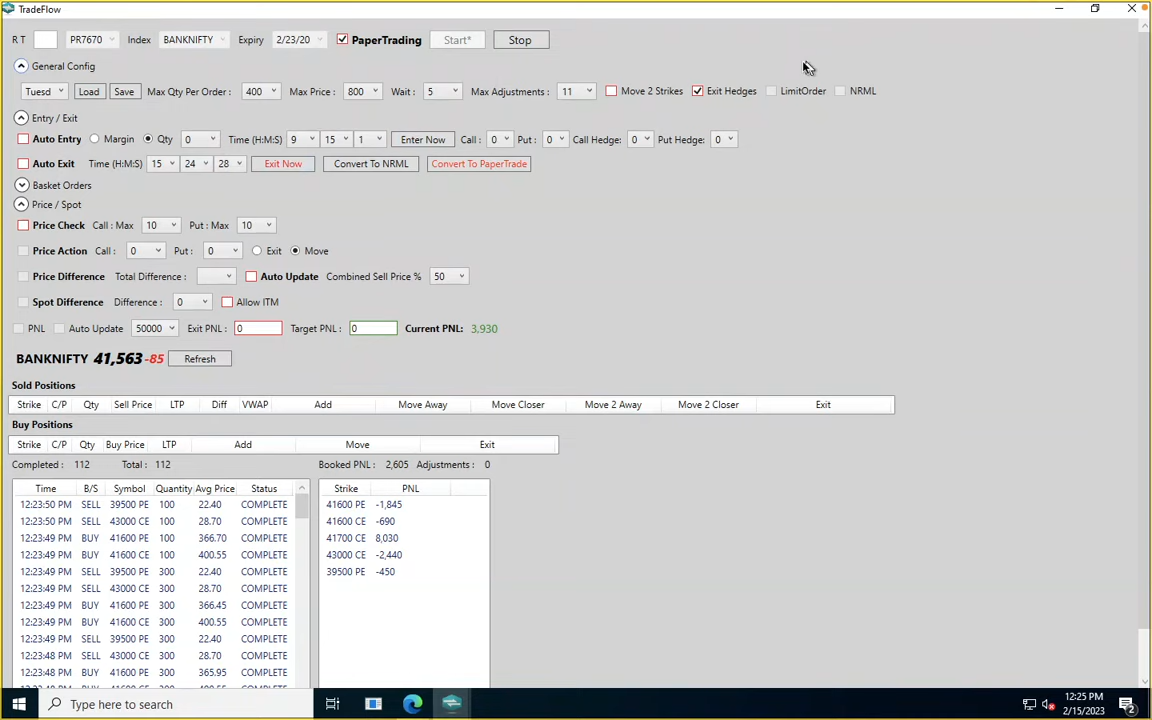 TradeFlow
R T PR7670 Index BANKNIFTY Expiry 2/23/20 PaperTrading Start* Stop
General Config
Tuesd Load Save Max Qty Per Order : 400 Max Price : 800 Wait : 5 Max Adjustments : 11 Move 2 Strikes Exit Hedges LimitOrder NRML
Entry / Exit
Auto Entry Margin Qty 0 Time (H:M:S) 9 15 1 Enter Now Call : 0 Put : 0 Call Hedge: 0 Put Hedge: 0
Auto Exit Time (H:M:S) 15 24 28 Exit Now Convert To NRML Convert To PaperTrade
Basket Orders
Price / Spot
Price Check Call : Max 10 Put : Max 10
Price Action Call : 0 Put : 0 Exit Move
Price Difference Total Difference : Auto Update Combined Sell Price % 50
Spot Difference Difference : 0 Allow ITM
PNL Auto Update 50000 Exit PNL : 0 Target PNL : 0 Current PNL: 3,930
BANKNIFTY 41,563 -85 Refresh
Sold Positions
Strike C/P Qty Sell Price LTP Diff VWAP Add Move Away Move Closer Move 2 Away Move 2 Closer Exit
Buy Positions
Strike C/P Qty Buy Price LTP Add Move Exit
Completed : 112 Total : 112 Booked PNL : 2,605 Adjustments : 0
Time B/S Symbol Quantity Avg Price Status Strike PNL
12:23:50 PM SELL 39500 PE 100 22.40 COMPLETE 41600 PE -1,845
12:23:50 PM SELL 43000 CE 100 28.70 COMPLETE 41600 CE -690
12:23:49 PM BUY 41600 PE 100 366.70 COMPLETE 41700 CE 8,030
12:23:49 PM BUY 41600 CE 100 400.55 COMPLETE 43000 CE -2,440
12:23:49 PM SELL 39500 PE 300 22.40 COMPLETE 39500 PE -450
12:23:49 PM SELL 43000 CE 300 28.70 COMPLETE
12:23:49 PM BUY 41600 PE 300 366.45 COMPLETE
12:23:49 PM BUY 41600 CE 300 400.55 COMPLETE
12:23:49 PM SELL 39500 PE 300 22.40 COMPLETE
12:23:48 PM SELL 43000 CE 300 28.70 COMPLETE
12:23:48 PM BUY 41600 PE 300 365.95 COMPLETE
Type here to search 12:25 PM
2/15/2023 2